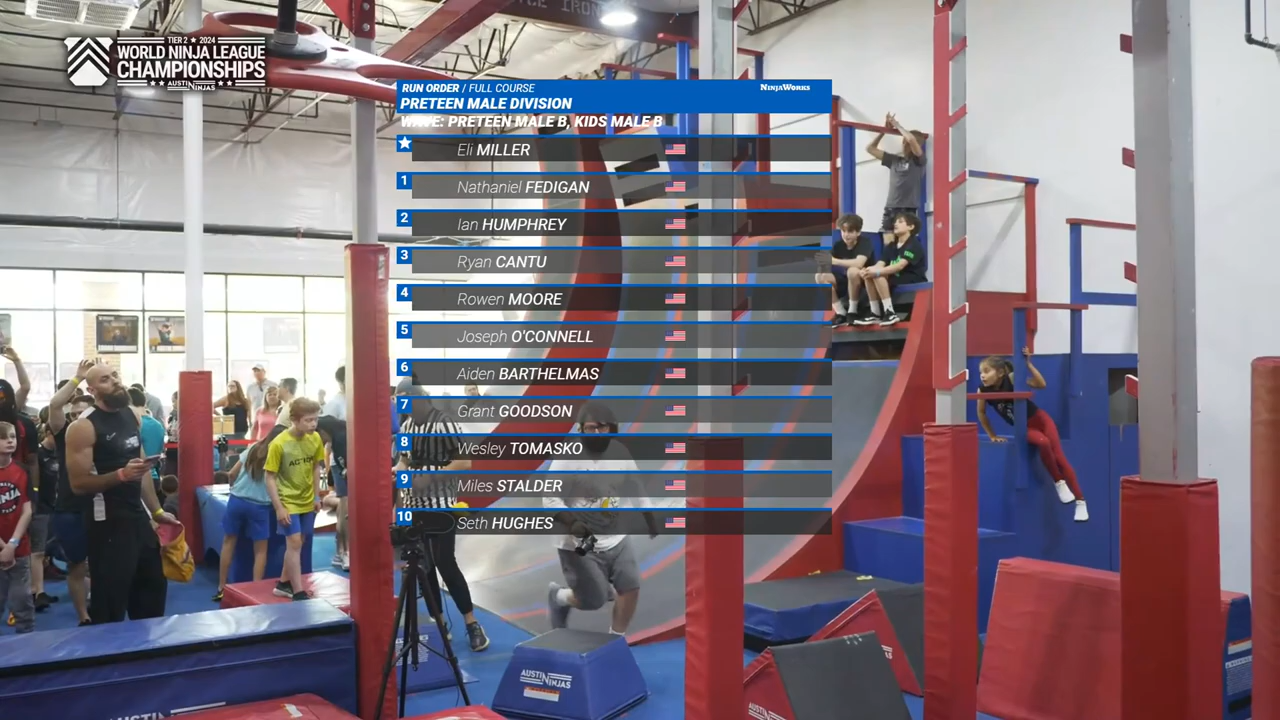 TIER 2 ★ 2024
WORLD NINJA LEAGUE
CHAMPIONSHIPS
AUSTIN NINJAS
RUN ORDER / FULL COURSE
NINJAWORKS
PRETEEN MALE DIVISION
WAVE: PRETEEN MALE B, KIDS MALE B
★ Eli MILLER
1 Nathaniel FEDIGAN
2 Ian HUMPHREY
3 Ryan CANTU
4 Rowen MOORE
5 Joseph O'CONNELL
6 Aiden BARTHELMAS
7 Grant GOODSON
8 Wesley TOMASKO
9 Miles STALDER
10 Seth HUGHES
NINJA
AUSTIN NINJAS